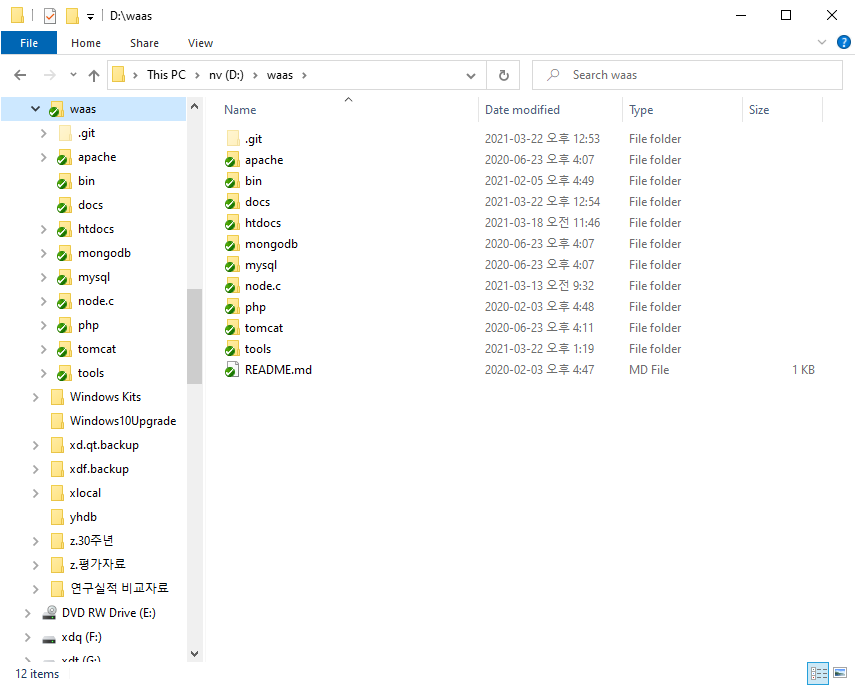 D:\waas
File Home Share View
This PC nv (D:) waas
Search waas
Name Date modified Type Size
waas
.git
apache
bin
docs
htdocs
mongodb
mysql
node.c
php
tomcat
tools
Windows Kits
Windows10Upgrade
xd.qt.backup
xdf.backup
xlocal
yhdb
z.30주년
z.평가자료
연구실적 비교자료
DVD RW Drive (E:)
xdq (F:)
xdt (G:)
.git 2021-03-22 오후 12:53 File folder
apache 2020-06-23 오후 4:07 File folder
bin 2021-02-05 오후 4:49 File folder
docs 2021-03-22 오후 12:54 File folder
htdocs 2021-03-18 오전 11:46 File folder
mongodb 2020-06-23 오후 4:07 File folder
mysql 2020-06-23 오후 4:07 File folder
node.c 2021-03-13 오전 9:32 File folder
php 2020-02-03 오후 4:48 File folder
tomcat 2020-06-23 오후 4:11 File folder
tools 2021-03-22 오후 1:19 File folder
README.md 2020-02-03 오후 4:47 MD File 1 KB
12 items